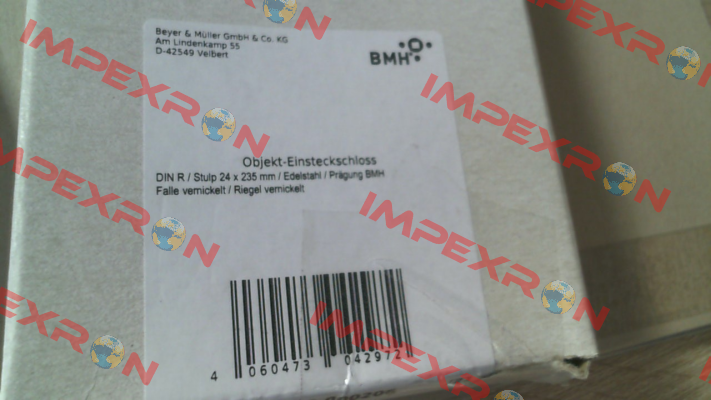 Beyer & Müller GmbH & Co. KG
Am Lindenkamp 55
D-42549 Velbert
BMH
Objekt-Einsteckschloss
DIN R / Stulp 24 x 235 mm / Edelstahl / Prägung BMH
Falle vernickelt / Riegel vernickelt
4 060473 042972
IMPEXRON
IMPEXRON
IMPEXRON
IMPEXRON
IMPEXRON
IMPEXRON